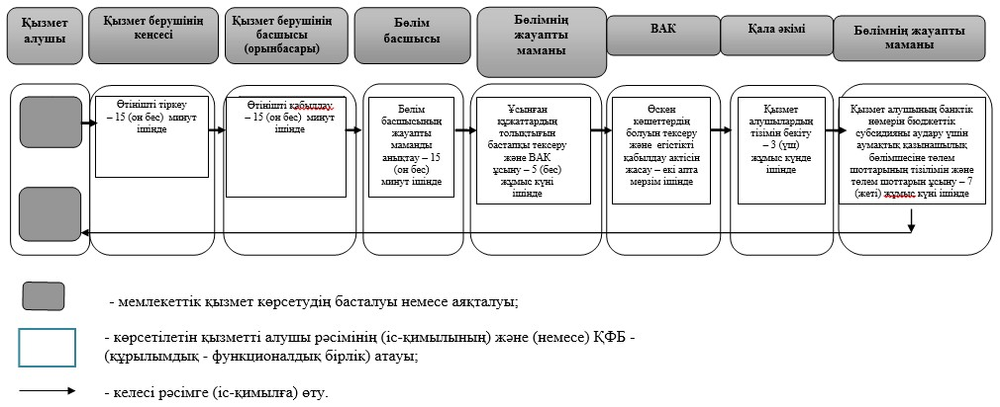 Қызмет
алушы
Қызмет берушінің
кеңсесі
Қызмет берушінің
басшысы
(орынбасары)
Бөлім
басшысы
Бөлімнің
жауапты
маманы
ВАК
Қала әкімі
Бөлімнің жауапты
маманы
Өтінішті тіркеу
– 15 (он бес) минут
ішінде
Өтінішті қабылдау
– 15 (он бес) минут
ішінде
Бөлім
басшысының
жауапты
маманды
анықтау – 15
(он бес)
минут ішінде
Ұсынған
құжаттардың
толықтығын
бастапқы тексеру
және ВАК
ұсыну – 5 (бес)
жұмыс күні
ішінде
Өскен
көшеттердің
болуын тексеру
және егістікті
қабылдау актісін
жасау – екі апта
мерзім ішінде
Қызмет
алушылардың
тізімін бекіту
– 3 (үш)
жұмыс күнде
ішінде
Қызмет алушының банктік
нөмерін бюджеттік
субсидияны аудару үшін
аумақтық қазынашылық
бөлімшесіне төлем
шоттарының тізілімін және
төлем шоттарын ұсыну – 7
(жеті) жұмыс күні ішінде
- мемлекеттік қызмет көрсетудің басталуы немесе аяқталуы;
- көрсетілетін қызметті алушы рәсімінің (іс-қимылының) және (немесе) ҚФБ -
(құрылымдық - функционалдық бірлік) атауы;
- келесі рәсімге (іс-қимылға) өту.